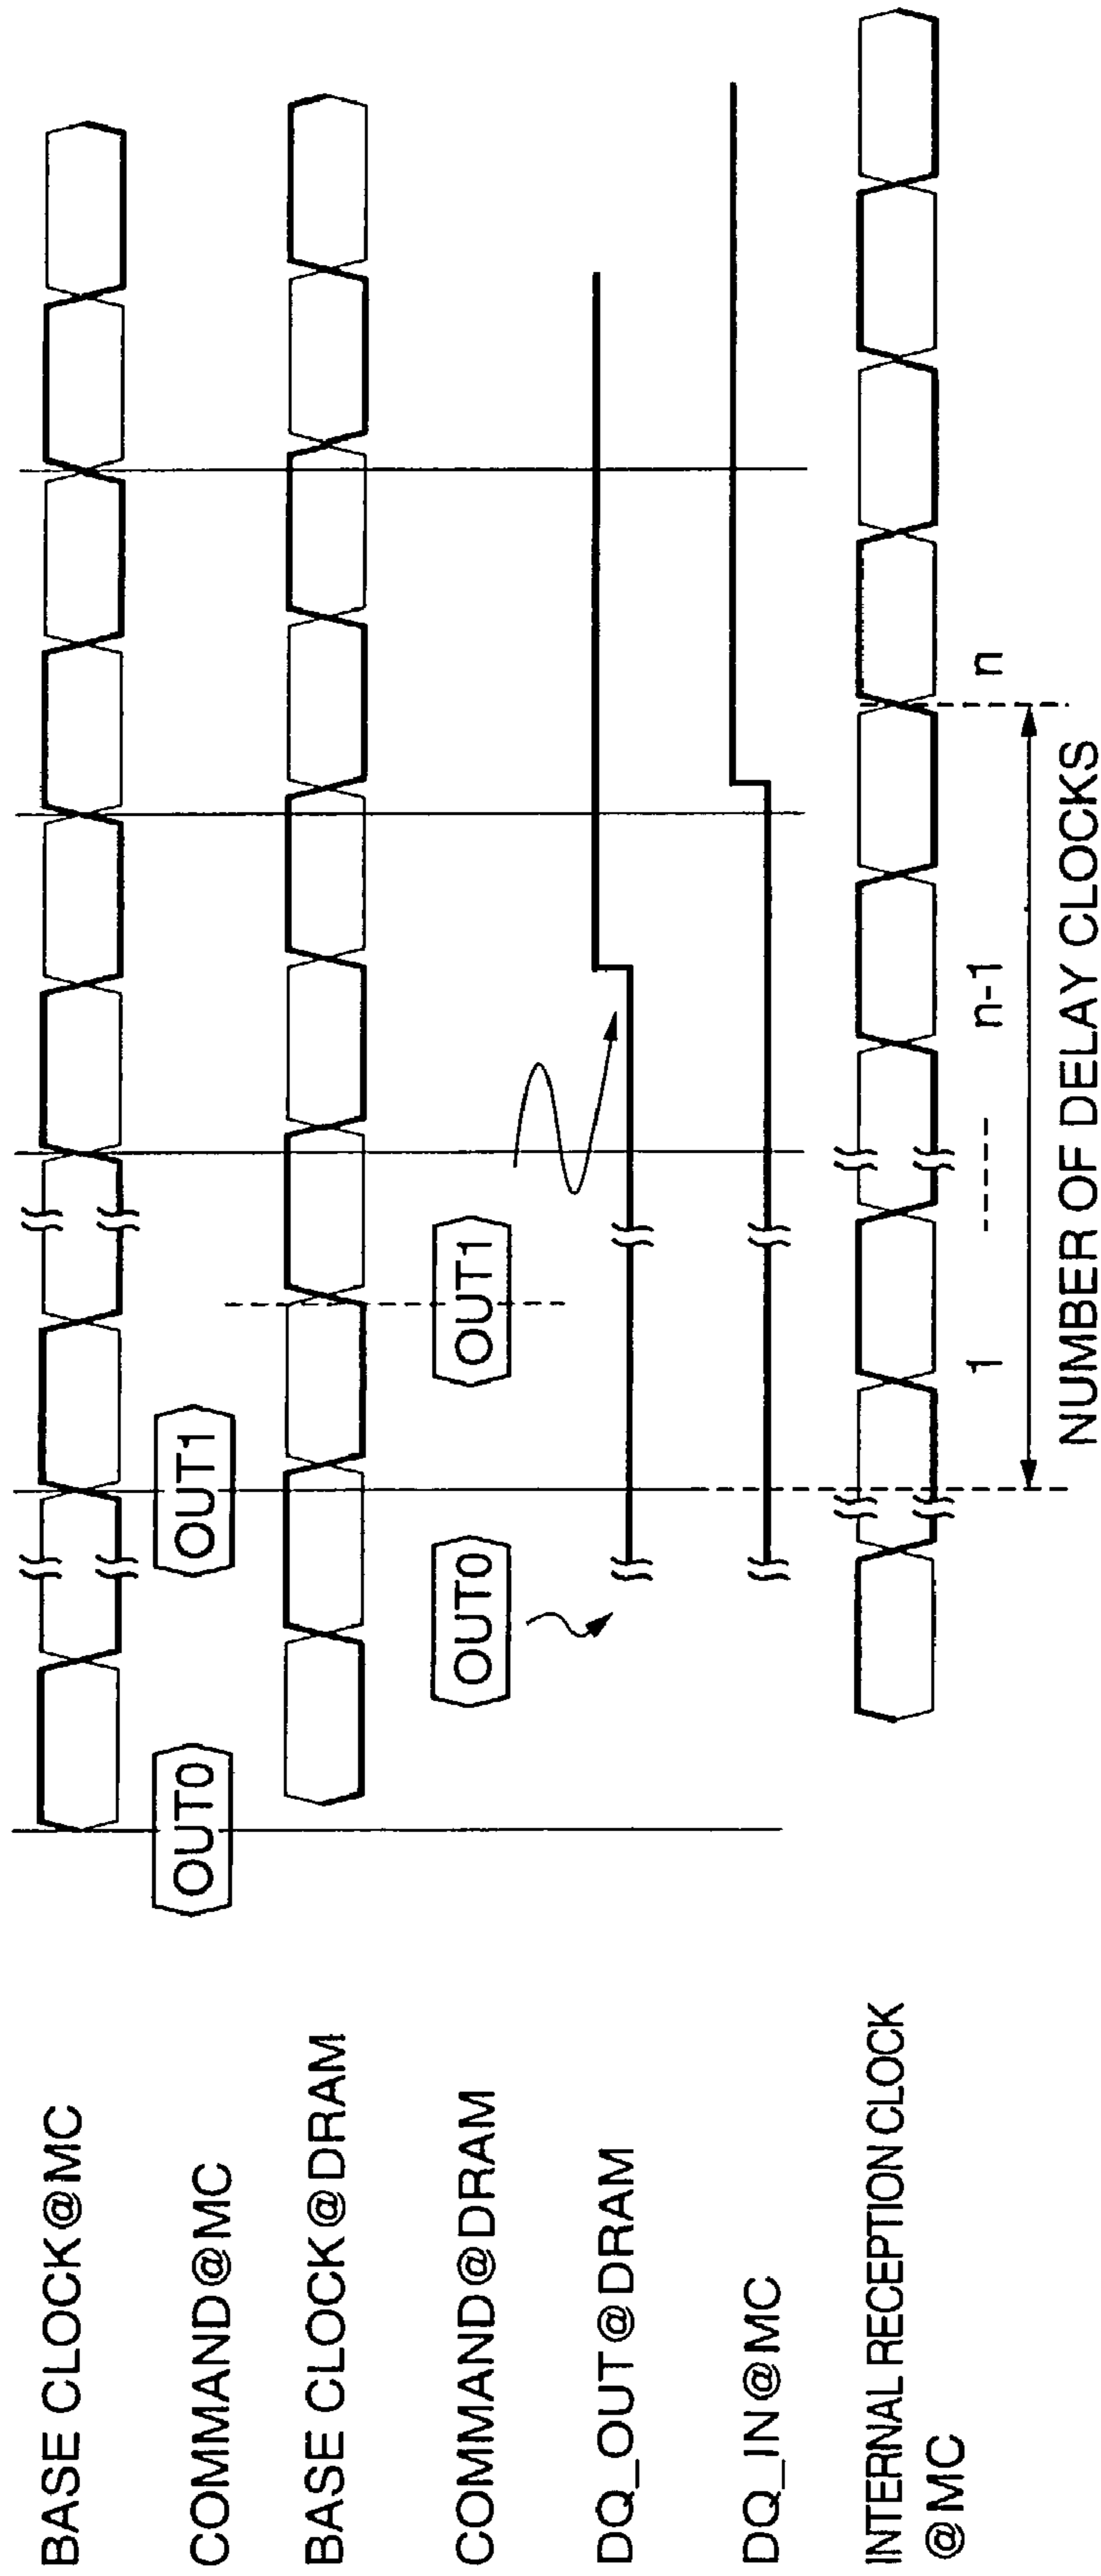 BASE CLOCK@MC
COMMAND@MC
OUT0
OUT1
BASE CLOCK@DRAM
COMMAND@DRAM
OUT0
OUT1
DQ_OUT@DRAM
DQ_IN@MC
INTERNAL RECEPTION CLOCK
@MC
1
n-1
n
NUMBER OF DELAY CLOCKS